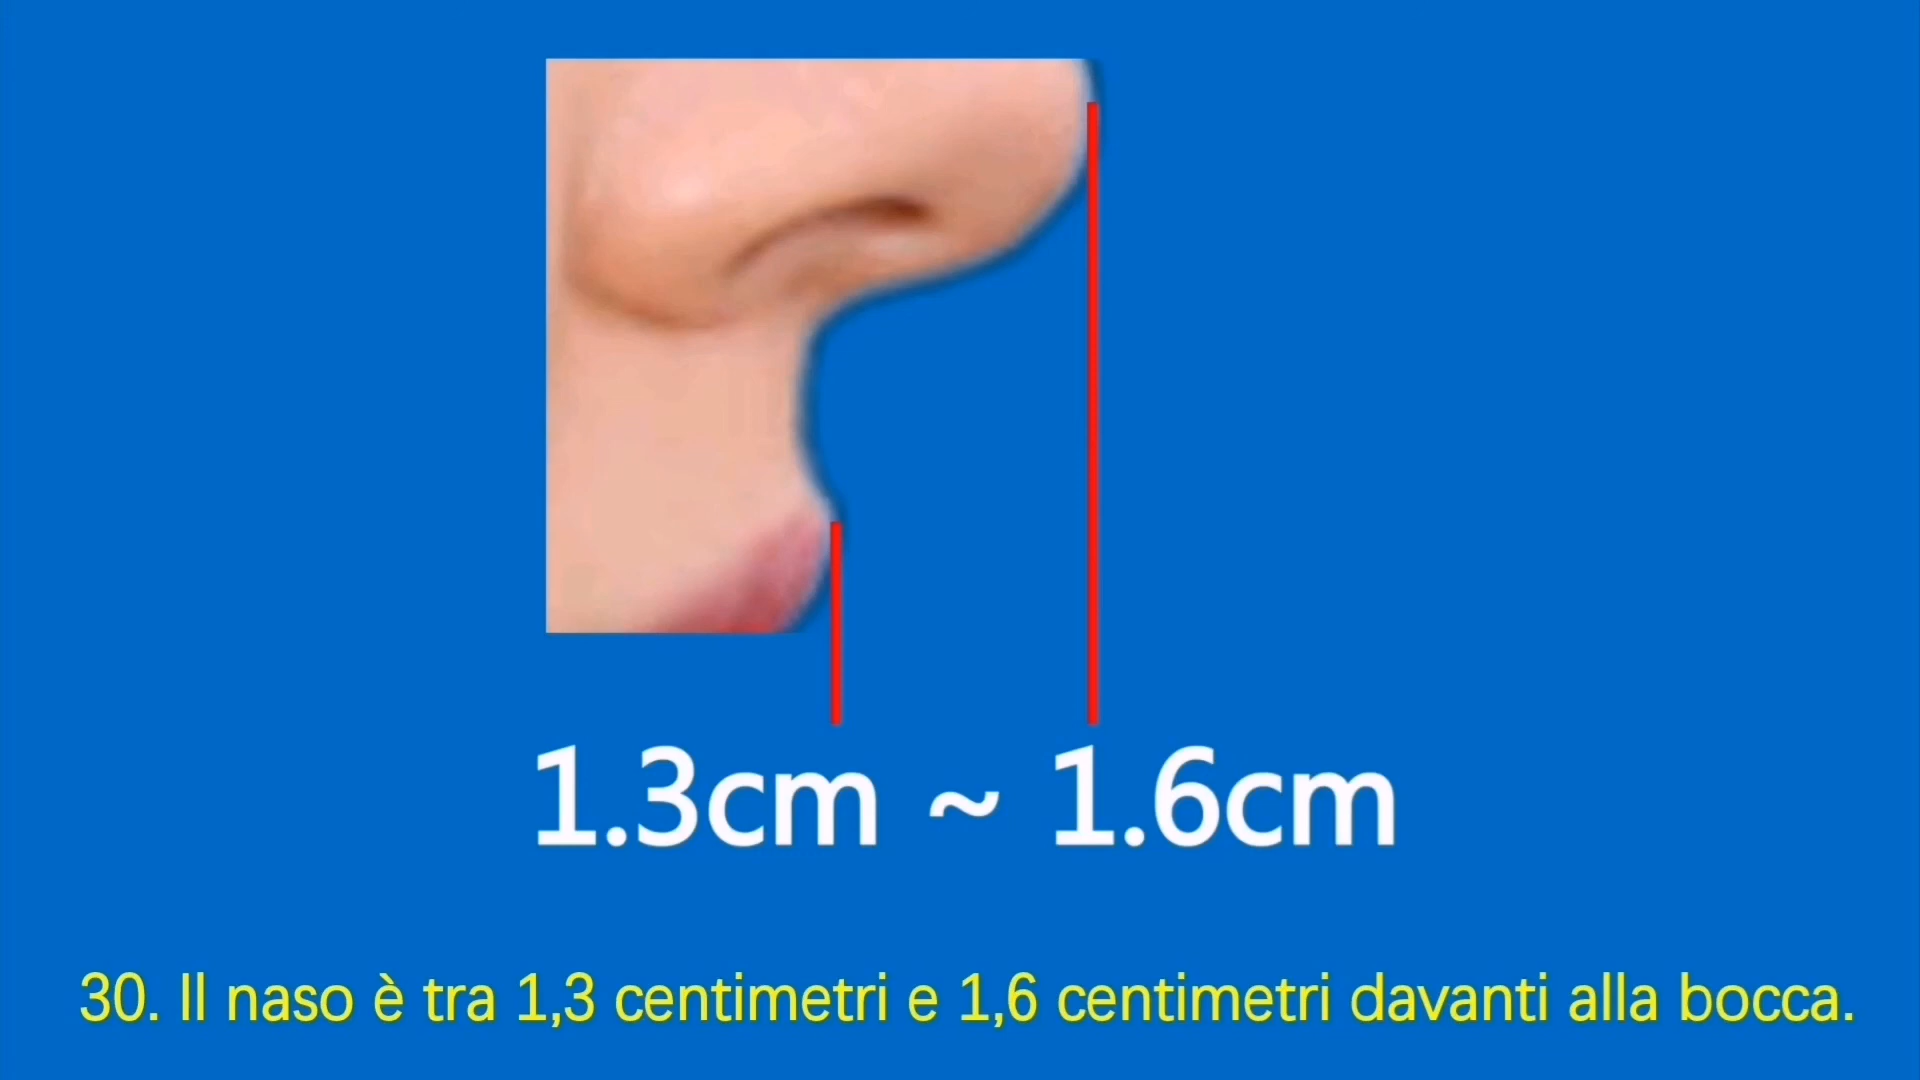 1.3cm ~ 1.6cm
30. Il naso è tra 1,3 centimetri e 1,6 centimetri davanti alla bocca.